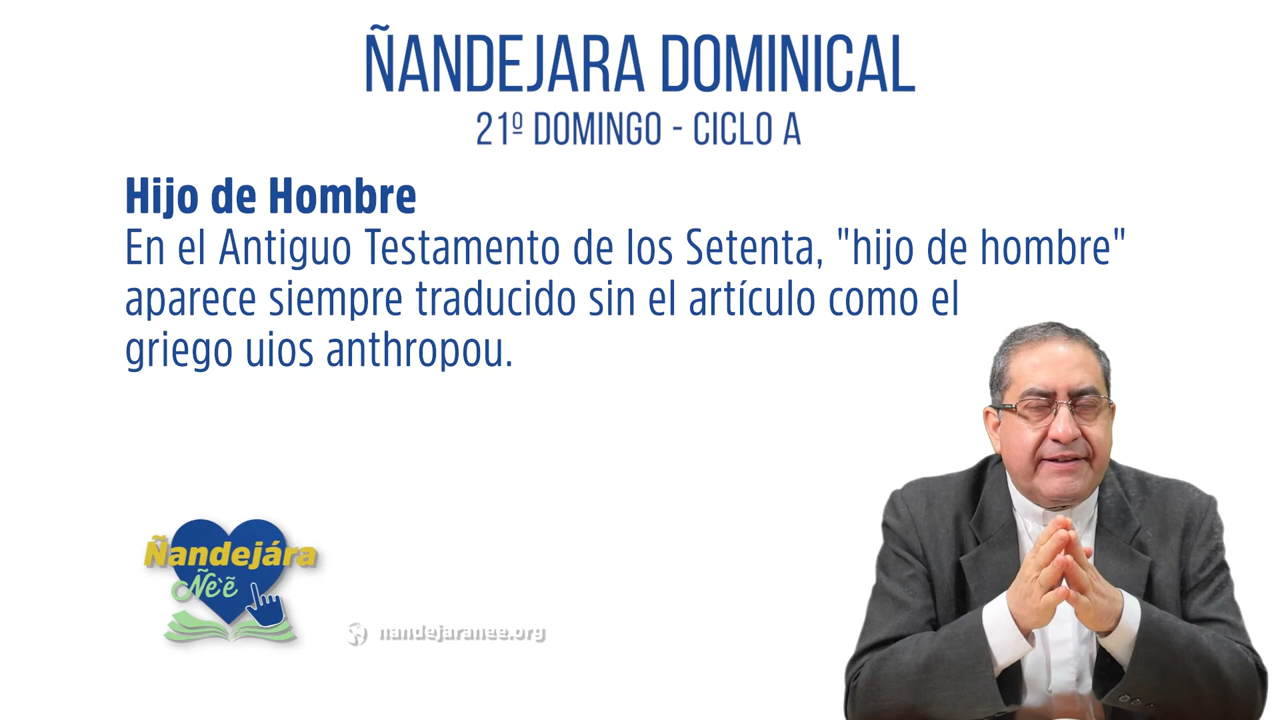 ÑANDEJARA DOMINICAL
21º DOMINGO - CICLO A
Hijo de Hombre
En el Antiguo Testamento de los Setenta, "hijo de hombre"
aparece siempre traducido sin el artículo como el
griego uios anthropou.
Ñandejára
Ñe'ẽ
nandejaranee.org